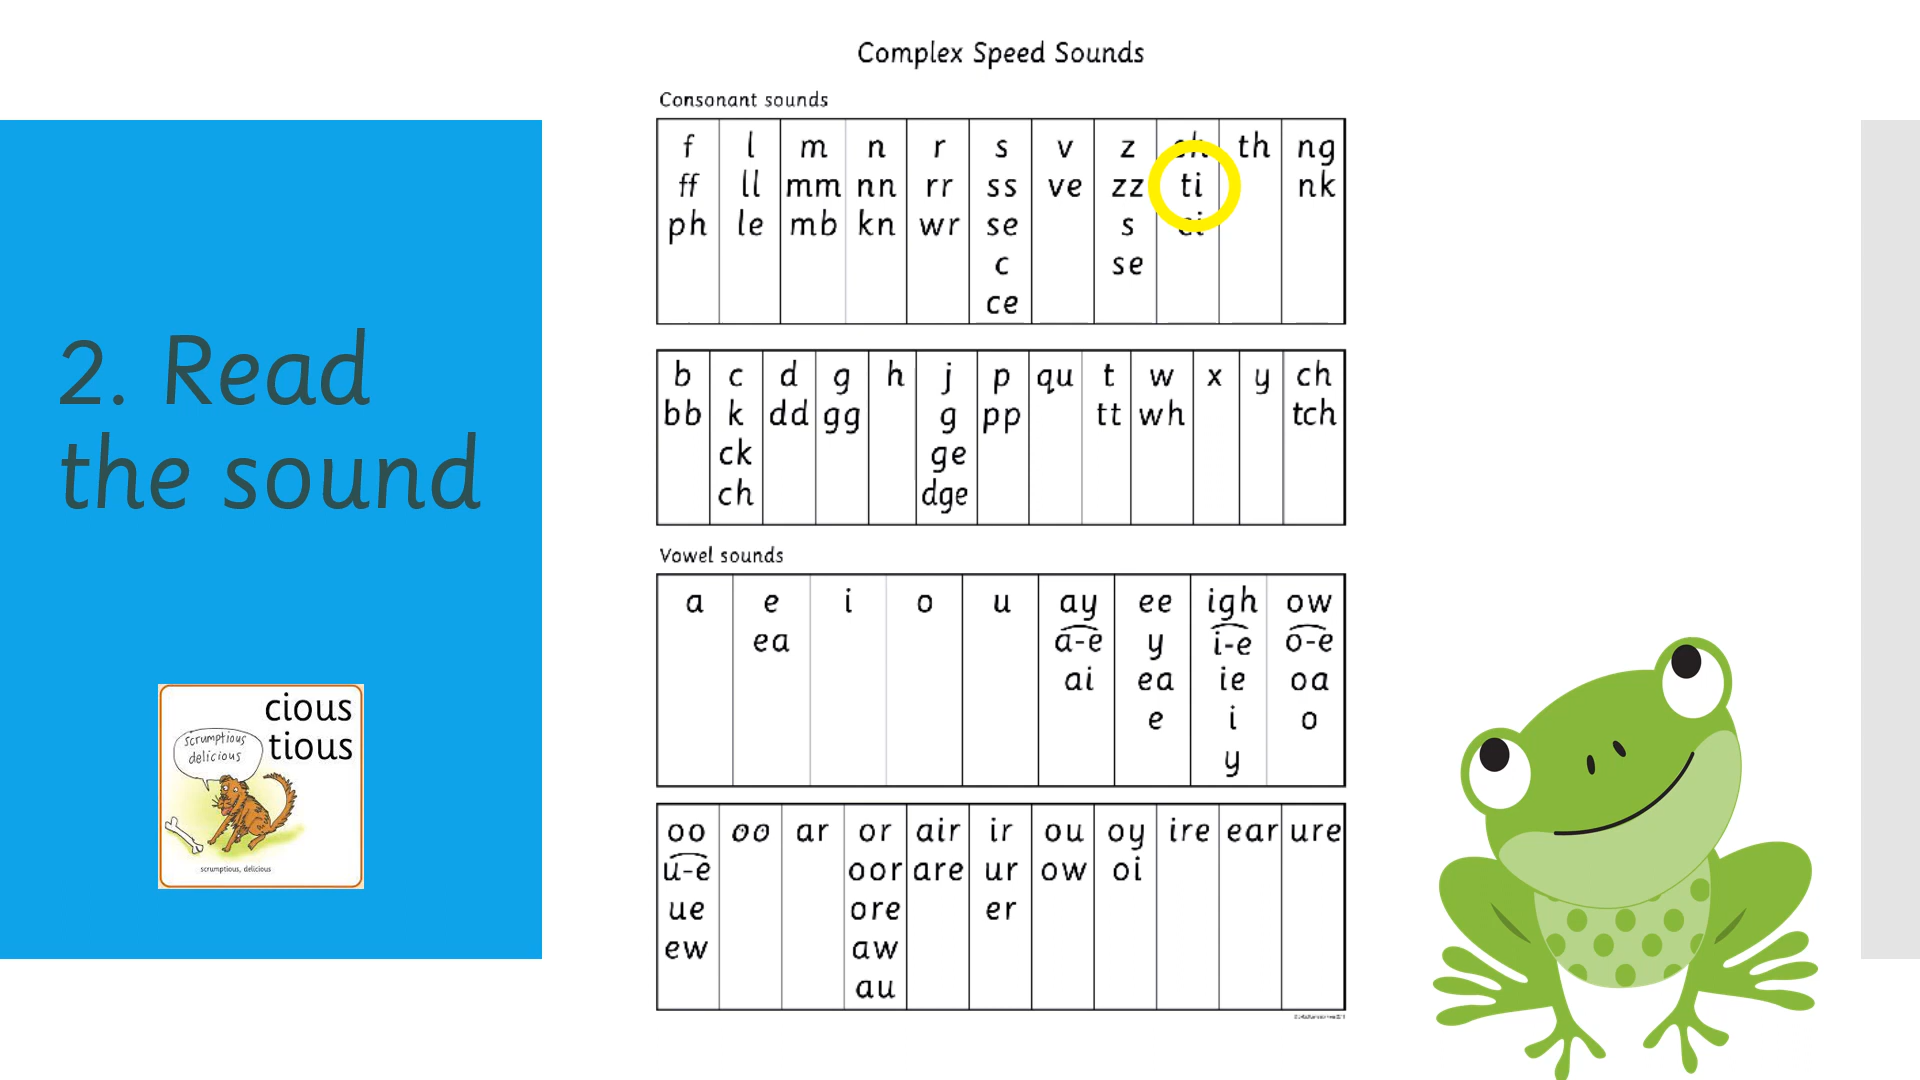 Complex Speed Sounds
Consonant sounds
f l m n r s v z sh th ng
ff ll mm nn rr ss ve zz ti nk
ph le mb kn wr se s ci
c se
ce
b c d g h j p qu t w x y ch
bb k dd gg g pp tt wh tch
ck ge
ch dge
Vowel sounds
a e i o u ay ee igh ow
ea a-e y i-e o-e
ai ea ie oa
e i o
y
oo oo ar or air ir ou oy ire ear ure
u-e oor are ur ow oi
ue ore er
ew aw
au
2. Read
the sound
cious
tious
scrumptious
delicious
scrumptious, delicious